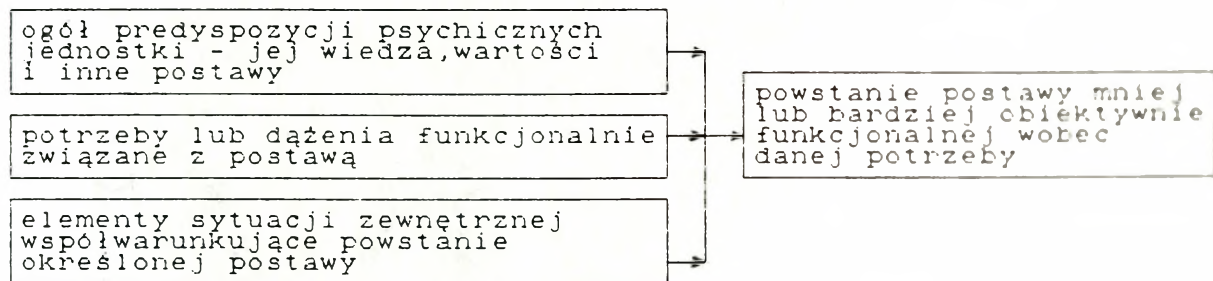 ogół predyspozycji psychicznych
jednostki - jej wiedza,wartości
i inne postawy
potrzeby lub dążenia funkcjonalnie
związane z postawą
elementy sytuacji zewnętrznej
współwarunkujące powstanie
określonej postawy
powstanie postawy mniej
lub bardziej obiektywnie
funkcjonalnej wobec
danej potrzeby